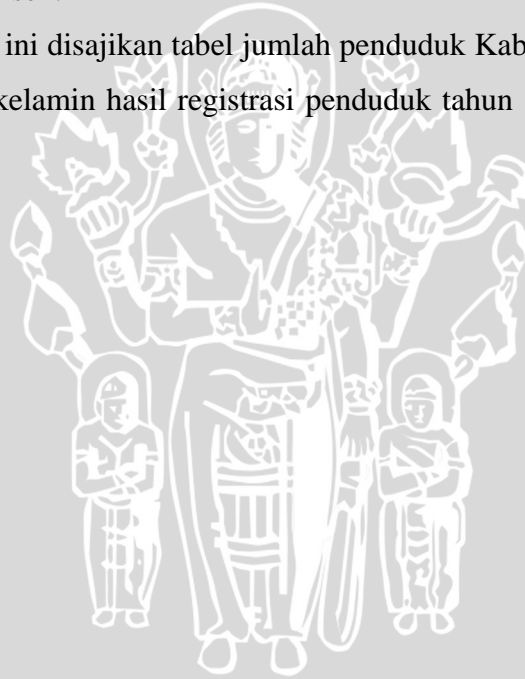 ini disajikan tabel jumlah penduduk Kab
kelamin hasil registrasi penduduk tahun